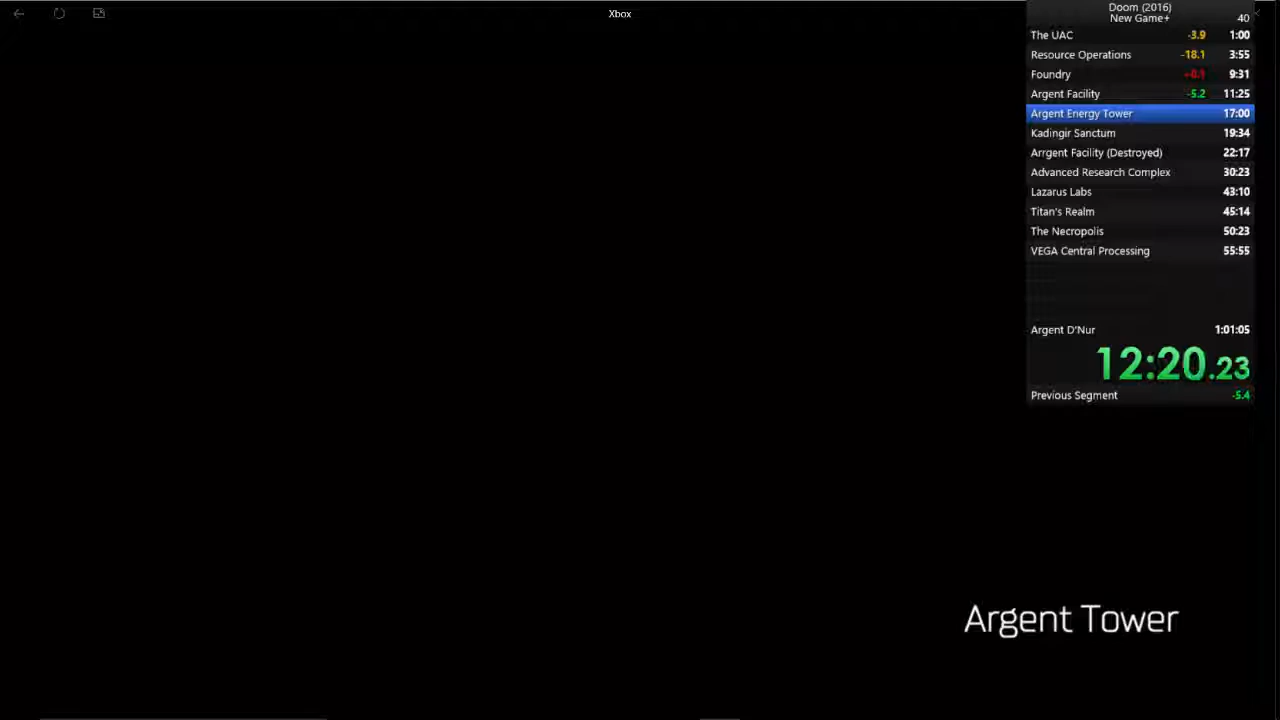 Xbox
Doom (2016)
New Game+ 40
The UAC -3.9 1:00
Resource Operations -18.1 3:55
Foundry +0.1 9:31
Argent Facility -5.2 11:25
Argent Energy Tower 17:00
Kadingir Sanctum 19:34
Arrgent Facility (Destroyed) 22:17
Advanced Research Complex 30:23
Lazarus Labs 43:10
Titan's Realm 45:14
The Necropolis 50:23
VEGA Central Processing 55:55
Argent D'Nur 1:01:05
12:20.23
Previous Segment -5.4
Argent Tower